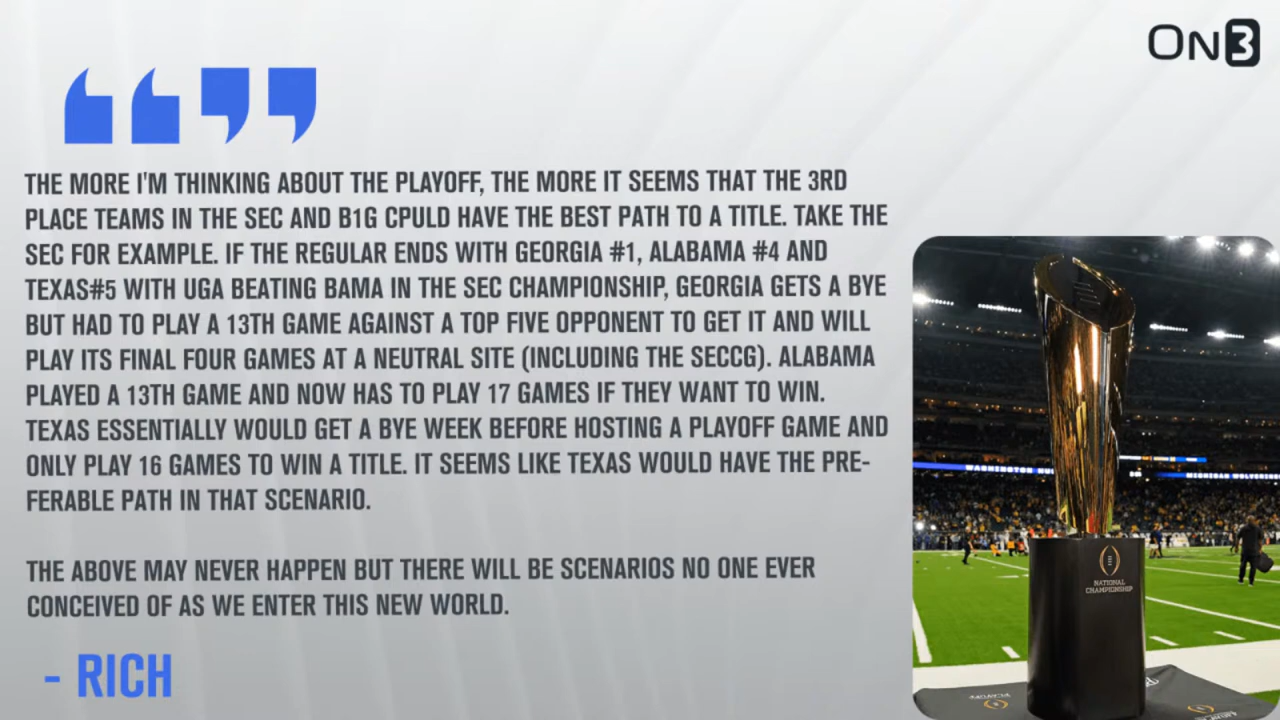 ON3
THE MORE I'M THINKING ABOUT THE PLAYOFF, THE MORE IT SEEMS THAT THE 3RD
PLACE TEAMS IN THE SEC AND B1G CPULD HAVE THE BEST PATH TO A TITLE. TAKE THE
SEC FOR EXAMPLE. IF THE REGULAR ENDS WITH GEORGIA #1, ALABAMA #4 AND
TEXAS#5 WITH UGA BEATING BAMA IN THE SEC CHAMPIONSHIP, GEORGIA GETS A BYE
BUT HAD TO PLAY A 13TH GAME AGAINST A TOP FIVE OPPONENT TO GET IT AND WILL
PLAY ITS FINAL FOUR GAMES AT A NEUTRAL SITE (INCLUDING THE SECCG). ALABAMA
PLAYED A 13TH GAME AND NOW HAS TO PLAY 17 GAMES IF THEY WANT TO WIN.
TEXAS ESSENTIALLY WOULD GET A BYE WEEK BEFORE HOSTING A PLAYOFF GAME AND
ONLY PLAY 16 GAMES TO WIN A TITLE. IT SEEMS LIKE TEXAS WOULD HAVE THE PRE-
FERABLE PATH IN THAT SCENARIO.
THE ABOVE MAY NEVER HAPPEN BUT THERE WILL BE SCENARIOS NO ONE EVER
CONCEIVED OF AS WE ENTER THIS NEW WORLD.
- RICH
WASHINGTON
MICHIGAN WOLVERINES
NATIONAL
CHAMPIONSHIP
PLAYOFF